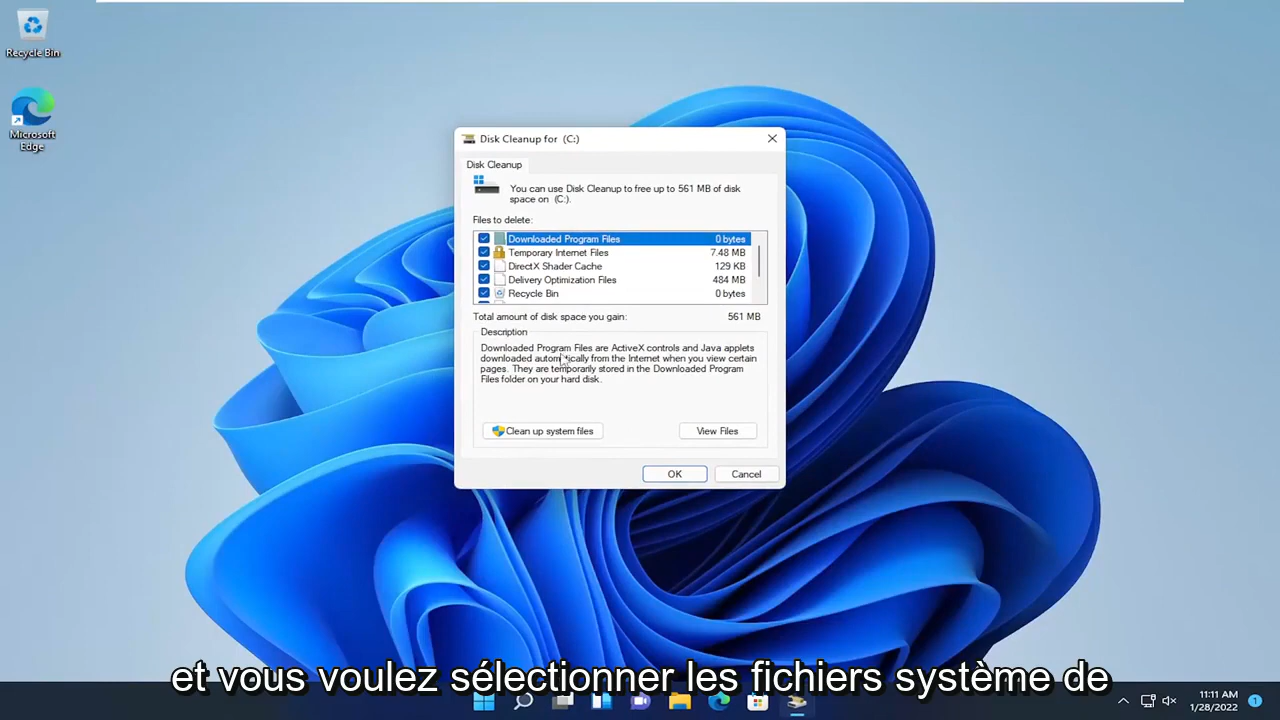 Recycle Bin
Microsoft
Edge
Disk Cleanup for (C:)
Disk Cleanup
You can use Disk Cleanup to free up to 561 MB of disk
space on (C:).
Files to delete:
Downloaded Program Files 0 bytes
Temporary Internet Files 7.48 MB
DirectX Shader Cache 129 KB
Delivery Optimization Files 484 MB
Recycle Bin 0 bytes
Total amount of disk space you gain: 561 MB
Description
Downloaded Program Files are ActiveX controls and Java applets
downloaded automatically from the Internet when you view certain
pages. They are temporarily stored in the Downloaded Program
Files folder on your hard disk.
Clean up system files View Files
OK Cancel
et vous voulez sélectionner les fichiers système de
11:11 AM
1/28/2022
1